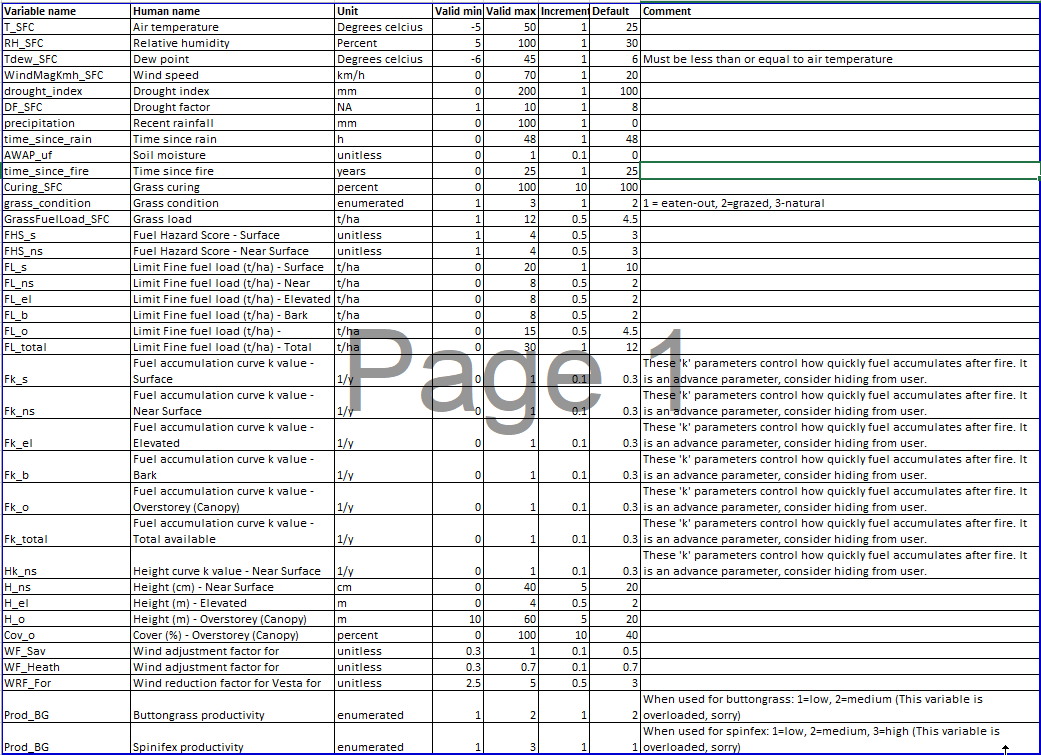 Variable name Human name Unit Valid min Valid max Increment Default Comment
T_SFC Air temperature Degrees celcius -5 50 1 25
RH_SFC Relative humidity Percent 5 100 1 30
Tdew_SFC Dew point Degrees celcius -6 45 1 6 Must be less than or equal to air temperature
WindMagKmh_SFC Wind speed km/h 0 70 1 20
drought_index Drought index mm 0 200 1 100
DF_SFC Drought factor NA 1 10 1 8
precipitation Recent rainfall mm 0 100 1 0
time_since_rain Time since rain h 0 48 1 48
AWAP_uf Soil moisture unitless 0 1 0.1 0
time_since_fire Time since fire years 0 25 1 25
Curing_SFC Grass curing percent 0 100 10 100
grass_condition Grass condition enumerated 1 3 1 2 1 = eaten-out, 2=grazed, 3-natural
GrassFuelLoad_SFC Grass load t/ha 1 12 0.5 4.5
FHS_s Fuel Hazard Score - Surface unitless 1 4 0.5 3
FHS_ns Fuel Hazard Score - Near Surface unitless 1 4 0.5 3
FL_s Limit Fine fuel load (t/ha) - Surface t/ha 0 20 1 10
FL_ns Limit Fine fuel load (t/ha) - Near t/ha 0 8 0.5 2
FL_el Limit Fine fuel load (t/ha) - Elevated t/ha 0 8 0.5 2
FL_b Limit Fine fuel load (t/ha) - Bark t/ha 0 8 0.5 2
FL_o Limit Fine fuel load (t/ha) - t/ha 0 15 0.5 4.5
FL_total Limit Fine fuel load (t/ha) - Total t/ha 0 30 1 12
Page 1
Fuel accumulation curve k value - These 'k' parameters control how quickly fuel accumulates after fire. It
Fk_s Surface 1/y 0 1 0.1 0.3 is an advance parameter, consider hiding from user.
Fuel accumulation curve k value - These 'k' parameters control how quickly fuel accumulates after fire. It
Fk_ns Near Surface 1/y 0 1 0.1 0.3 is an advance parameter, consider hiding from user.
Fuel accumulation curve k value - These 'k' parameters control how quickly fuel accumulates after fire. It
Fk_el Elevated 1/y 0 1 0.1 0.3 is an advance parameter, consider hiding from user.
Fuel accumulation curve k value - These 'k' parameters control how quickly fuel accumulates after fire. It
Fk_b Bark 1/y 0 1 0.1 0.3 is an advance parameter, consider hiding from user.
Fuel accumulation curve k value - These 'k' parameters control how quickly fuel accumulates after fire. It
Fk_o Overstorey (Canopy) 1/y 0 1 0.1 0.3 is an advance parameter, consider hiding from user.
Fuel accumulation curve k value - These 'k' parameters control how quickly fuel accumulates after fire. It
Fk_total Total available 1/y 0 1 0.1 0.3 is an advance parameter, consider hiding from user.
These 'k' parameters control how quickly fuel accumulates after fire. It
Hk_ns Height curve k value - Near Surface 1/y 0 1 0.1 0.3 is an advance parameter, consider hiding from user.
H_ns Height (cm) - Near Surface cm 0 40 5 20
H_el Height (m) - Elevated m 0 4 0.5 2
H_o Height (m) - Overstorey (Canopy) m 10 60 5 20
Cov_o Cover (%) - Overstorey (Canopy) percent 0 100 10 40
WF_Sav Wind adjustment factor for unitless 0.3 1 0.1 0.5
WF_Heath Wind adjustment factor for unitless 0.3 0.7 0.1 0.7
WRF_For Wind reduction factor for Vesta for unitless 2.5 5 0.5 3
When used for buttongrass: 1=low, 2=medium (This variable is
Prod_BG Buttongrass productivity enumerated 1 2 1 2 overloaded, sorry)
When used for spinfex: 1=low, 2=medium, 3=high (This variable is
Prod_BG Spinifex productivity enumerated 1 3 1 1 overloaded, sorry)